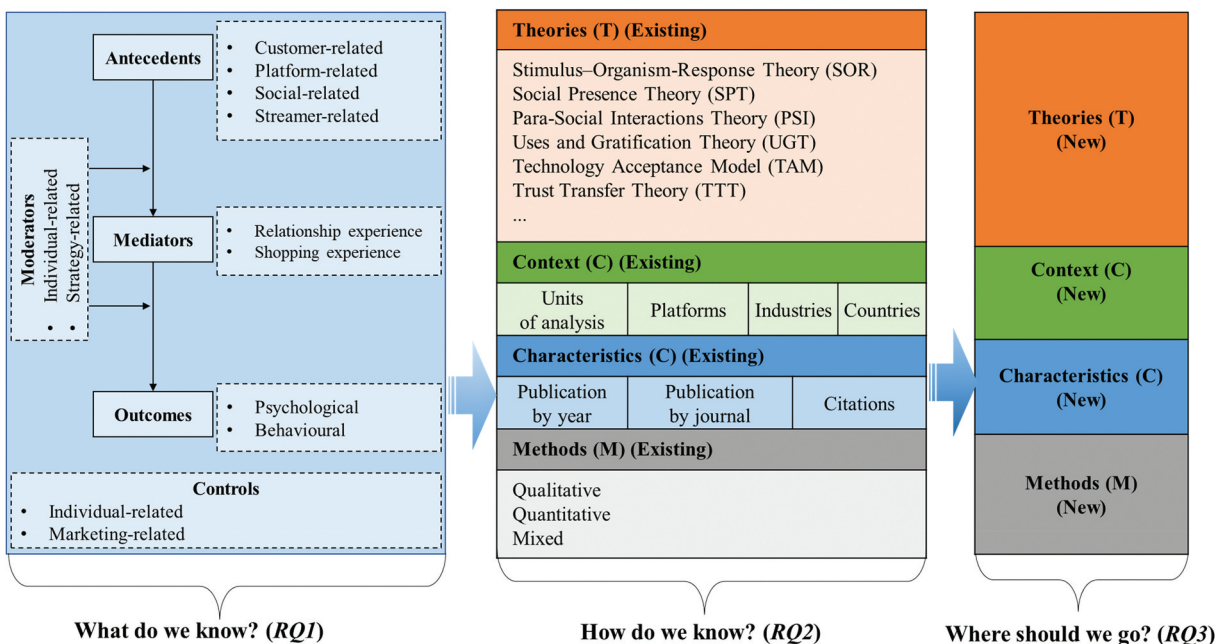 Antecedents
• Customer-related
• Platform-related
• Social-related
• Streamer-related
Moderators
• Individual-related
• Strategy-related
Mediators
• Relationship experience
• Shopping experience
Outcomes
• Psychological
• Behavioural
Controls
• Individual-related
• Marketing-related
What do we know? (RQ1)
Theories (T) (Existing)
Stimulus–Organism-Response Theory (SOR)
Social Presence Theory (SPT)
Para-Social Interactions Theory (PSI)
Uses and Gratification Theory (UGT)
Technology Acceptance Model (TAM)
Trust Transfer Theory (TTT)
...
Context (C) (Existing)
Units
of analysis
Platforms
Industries
Countries
Characteristics (C) (Existing)
Publication
by year
Publication
by journal
Citations
Methods (M) (Existing)
Qualitative
Quantitative
Mixed
How do we know? (RQ2)
Theories (T)
(New)
Context (C)
(New)
Characteristics (C)
(New)
Methods (M)
(New)
Where should we go? (RQ3)